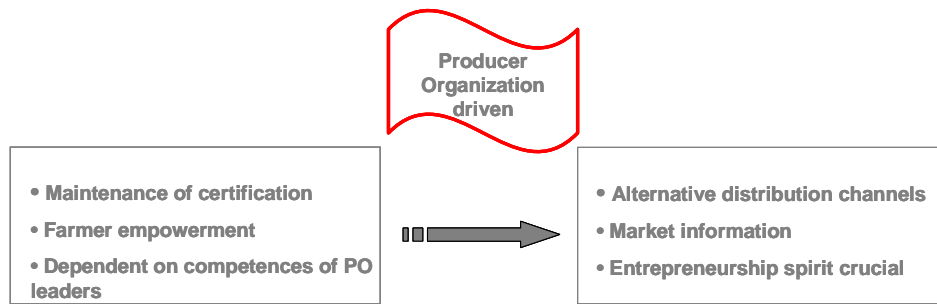 Producer
Organization
driven
• Maintenance of certification
• Farmer empowerment
• Dependent on competences of PO
leaders
• Alternative distribution channels
• Market information
• Entrepreneurship spirit crucial